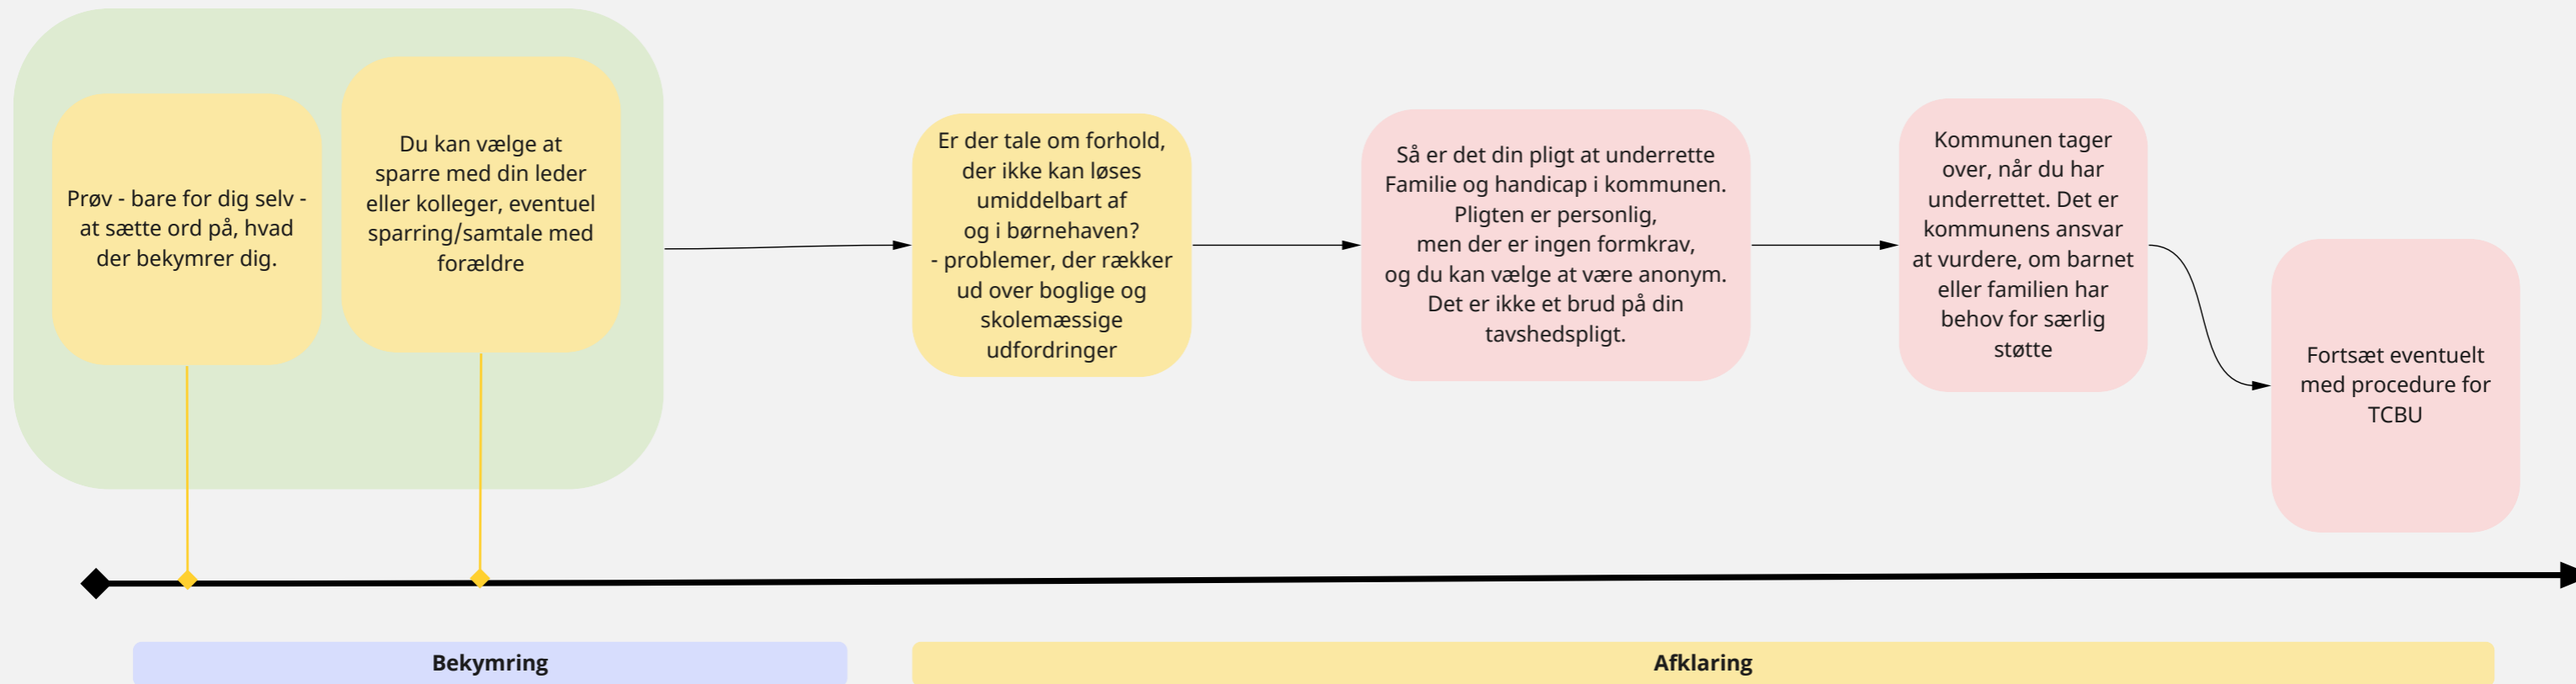 Prøv - bare for dig selv -
at sætte ord på, hvad
der bekymrer dig.
Du kan vælge at
sparre med din leder
eller kolleger, eventuel
sparring/samtale med
forældre
Er der tale om forhold,
der ikke kan løses
umiddelbart af
og i børnehaven?
- problemer, der rækker
ud over boglige og
skolemæssige
udfordringer
Så er det din pligt at underrette
Familie og handicap i kommunen.
Pligten er personlig,
men der er ingen formkrav,
og du kan vælge at være anonym.
Det er ikke et brud på din
tavshedspligt.
Kommunen tager
over, når du har
underrettet. Det er
kommunens ansvar
at vurdere, om barnet
eller familien har
behov for særlig
støtte
Fortsæt eventuelt
med procedure for
TCBU
Bekymring
Afklaring